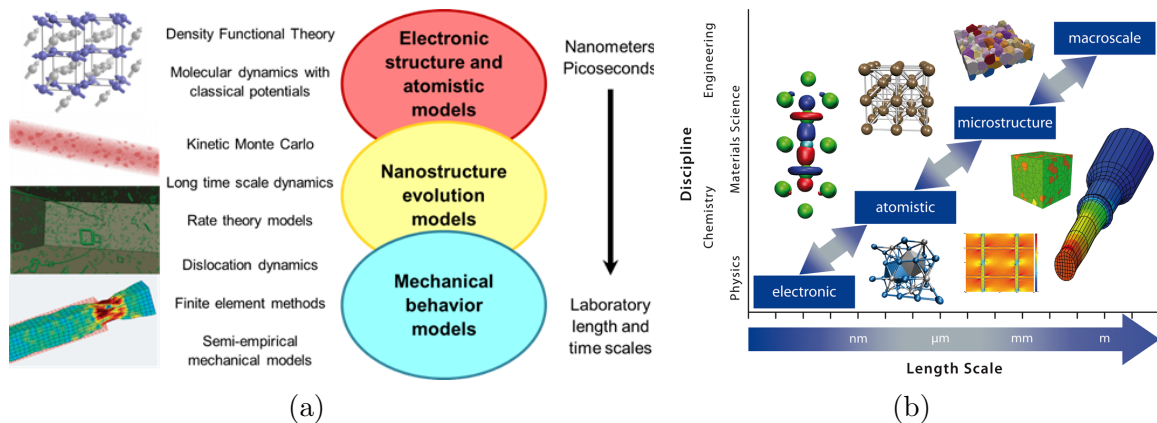 Density Functional Theory
Molecular dynamics with
classical potentials
Kinetic Monte Carlo
Long time scale dynamics
Rate theory models
Dislocation dynamics
Finite element methods
Semi-empirical
mechanical models
Electronic
structure and
atomistic
models
Nanostructure
evolution
models
Mechanical
behavior
models
Nanometers
Picoseconds
Laboratory
length and
time scales
(a)
Discipline
Engineering
Materials Science
Chemistry
Physics
macroscale
microstructure
atomistic
electronic
nm
μm
mm
m
Length Scale
(b)